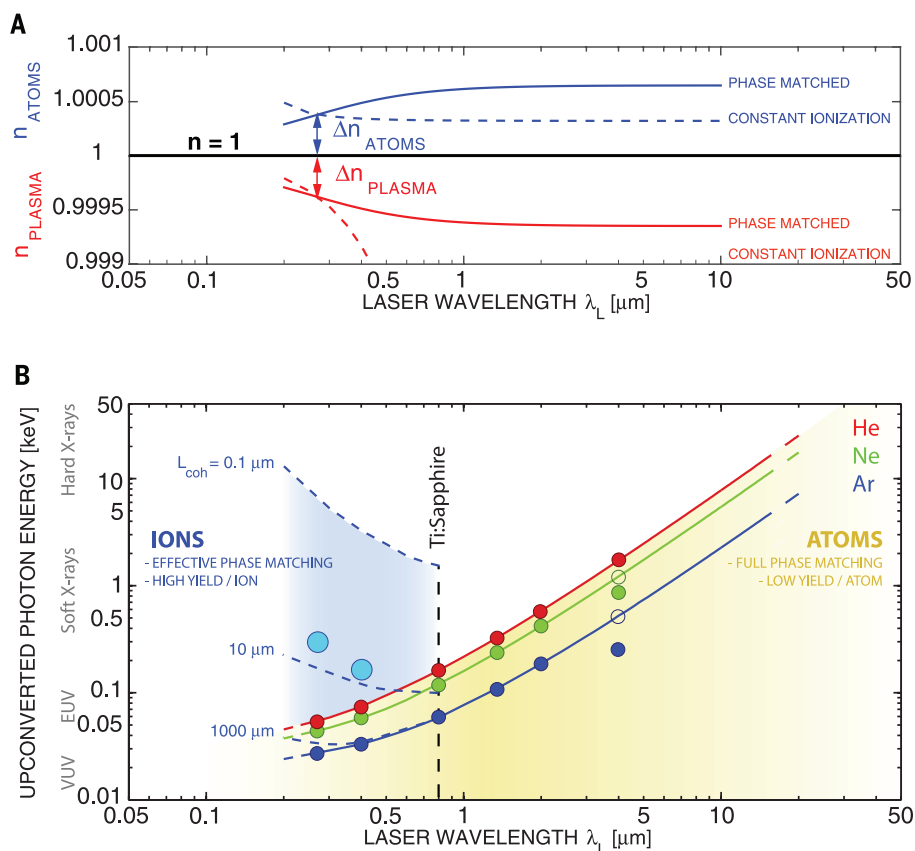 A
1.001
1.0005
1
0.9995
0.999
n ATOMS
n PLASMA
n = 1
Δn ATOMS
Δn PLASMA
PHASE MATCHED
CONSTANT IONIZATION
PHASE MATCHED
CONSTANT IONIZATION
0.05 0.1 0.5 1 5 10 50
LASER WAVELENGTH λL [μm]
B
UPCONVERTED PHOTON ENERGY [keV]
Hard X-rays
Soft X-rays
EUV
VUV
50
10
5
1
0.5
0.1
0.05
0.01
Lcoh = 0.1 μm
10 μm
1000 μm
IONS
- EFFECTIVE PHASE MATCHING
- HIGH YIELD / ION
Ti:Sapphire
He
Ne
Ar
ATOMS
- FULL PHASE MATCHING
- LOW YIELD / ATOM
0.05 0.1 0.5 1 5 10 50
LASER WAVELENGTH λL [μm]